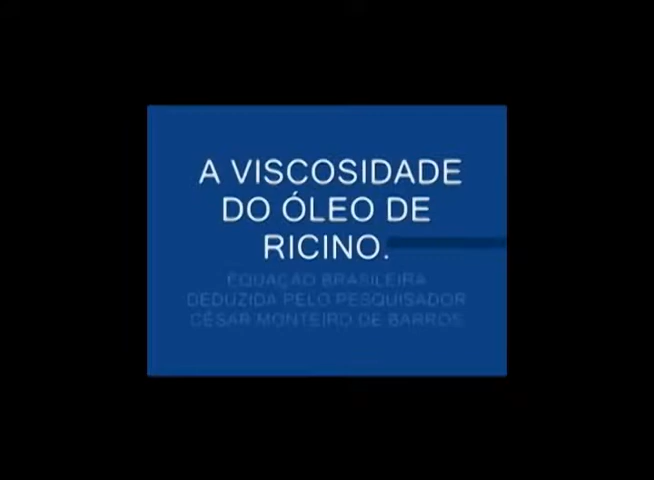 A VISCOSIDADE
DO ÓLEO DE
RICINO.
EQUAÇÃO BRASILEIRA
DEDUZIDA PELO PESQUISADOR
CÉSAR MONTEIRO DE BARROS.